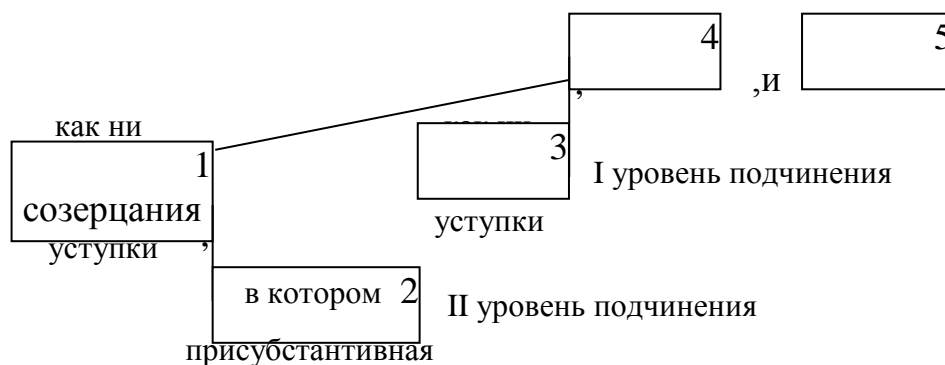 4
5
,
,и
как ни
1
3
I уровень подчинения
созерцания
уступки
уступки
,
в котором 2
II уровень подчинения
присубстантивная